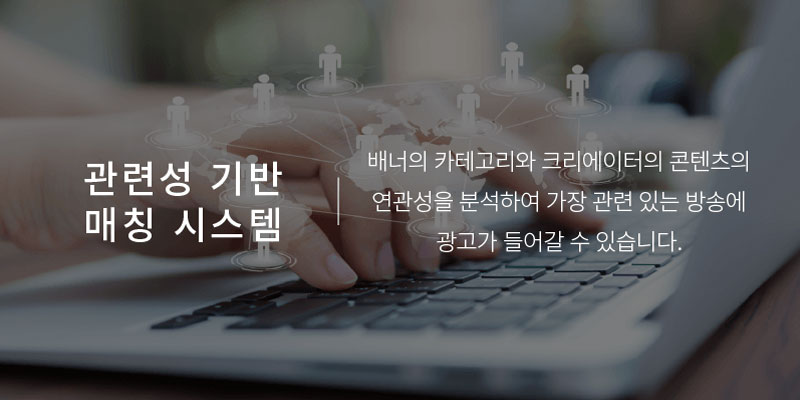 관련성 기반
매칭 시스템
배너의 카테고리와 크리에이터의 콘텐츠의
연관성을 분석하여 가장 관련 있는 방송에
광고가 들어갈 수 있습니다.